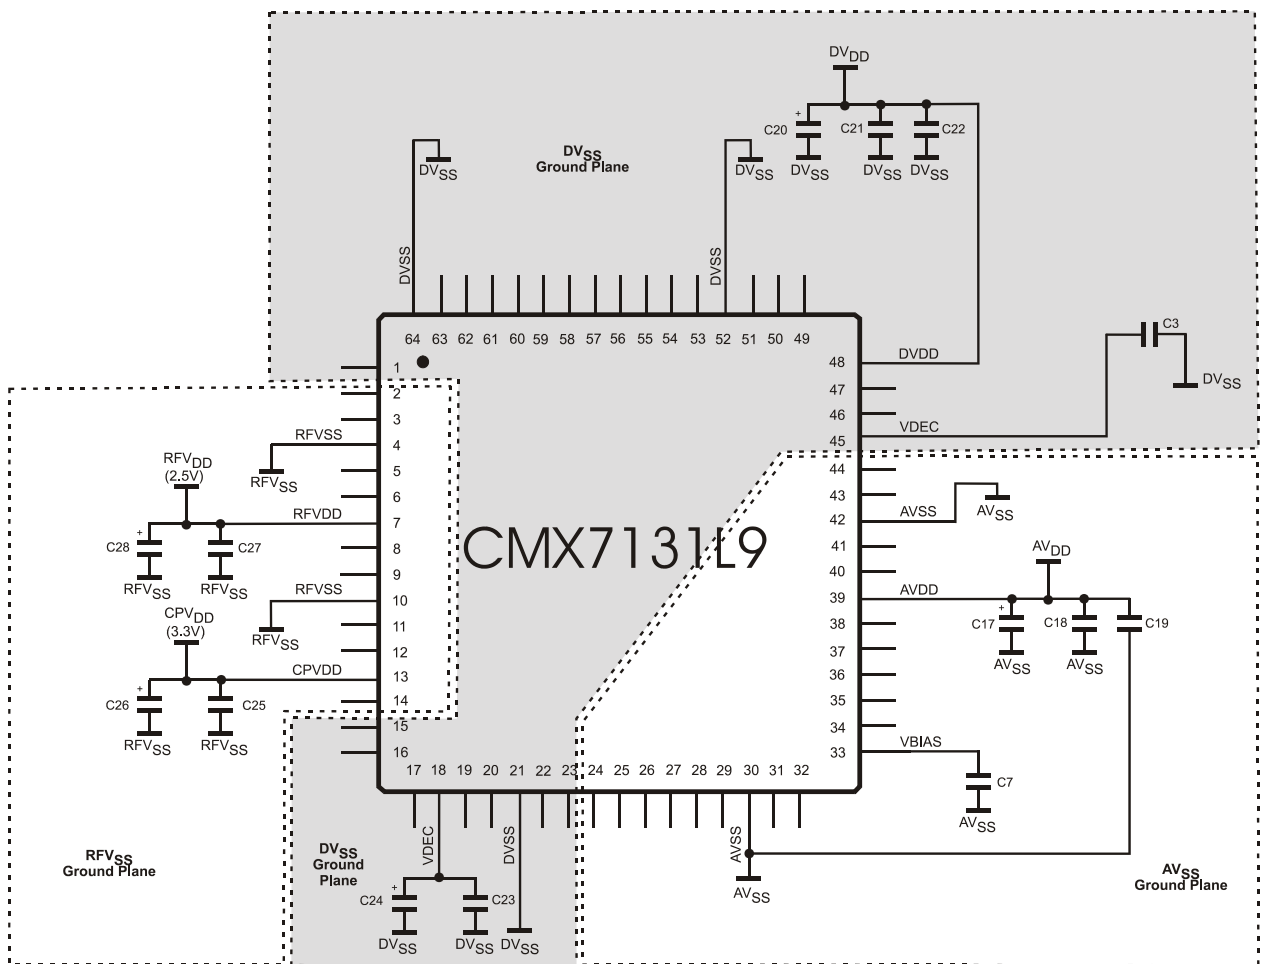 DVDD
C20
+
C21
C22
DVSS
DVSS
DVSS
DVSS
DVSS
DVSS
Ground Plane
DVSS
DVSS
64 63 62 61 60 59 58 57 56 55 54 53 52 51 50 49
C3
DVSS
1
2
3
4
5
6
7
8
9
10
11
12
13
14
15
16
48
47
46
45
44
43
42
41
40
39
38
37
36
35
34
33
DVDD
VDEC
RFVSS
RFVSS
RFVDD
(2.5V)
RFVDD
+
C28
C27
RFVSS
RFVSS
RFVSS
RFVSS
CPVDD
(3.3V)
CPVDD
+
C26
C25
RFVSS
RFVSS
CMX7131L9
AVSS
AVSS
AVDD
AVDD
+
C17
C18
C19
AVSS
AVSS
VBIAS
C7
AVSS
17 18 19 20 21 22 23 24 25 26 27 28 29 30 31 32
VDEC
DVSS
AVSS
RFVSS
Ground Plane
DVSS
Ground
Plane
AVSS
Ground Plane
AVSS
+
C24
C23
DVSS
DVSS
DVSS